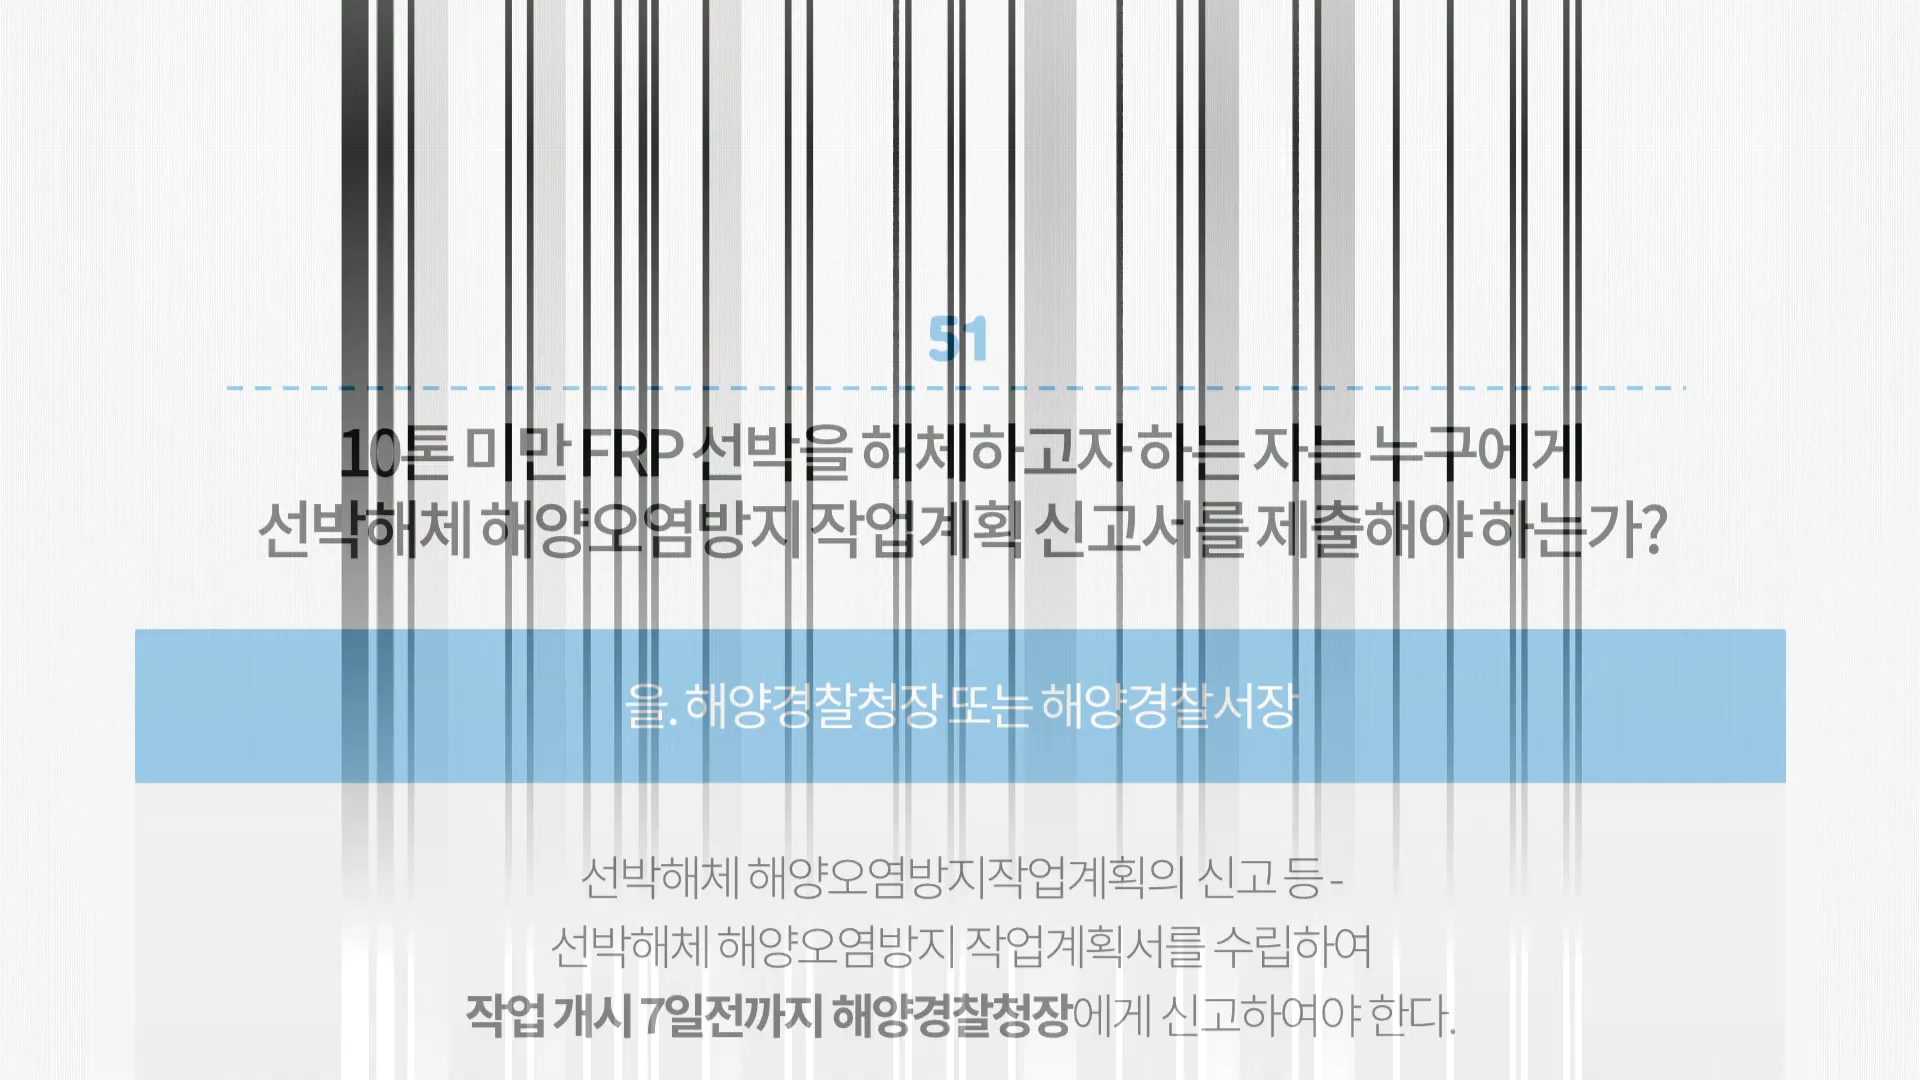 51
10톤 미만 FRP 선박을 해체하고자 하는 자는 누구에게
선박해체 해양오염방지작업계획 신고서를 제출해야 하는가?
을. 해양경찰청장 또는 해양경찰서장
선박해체 해양오염방지작업계획의 신고 등 -
선박해체 해양오염방지 작업계획서를 수립하여
작업 개시 7일전까지 해양경찰청장에게 신고하여야 한다.